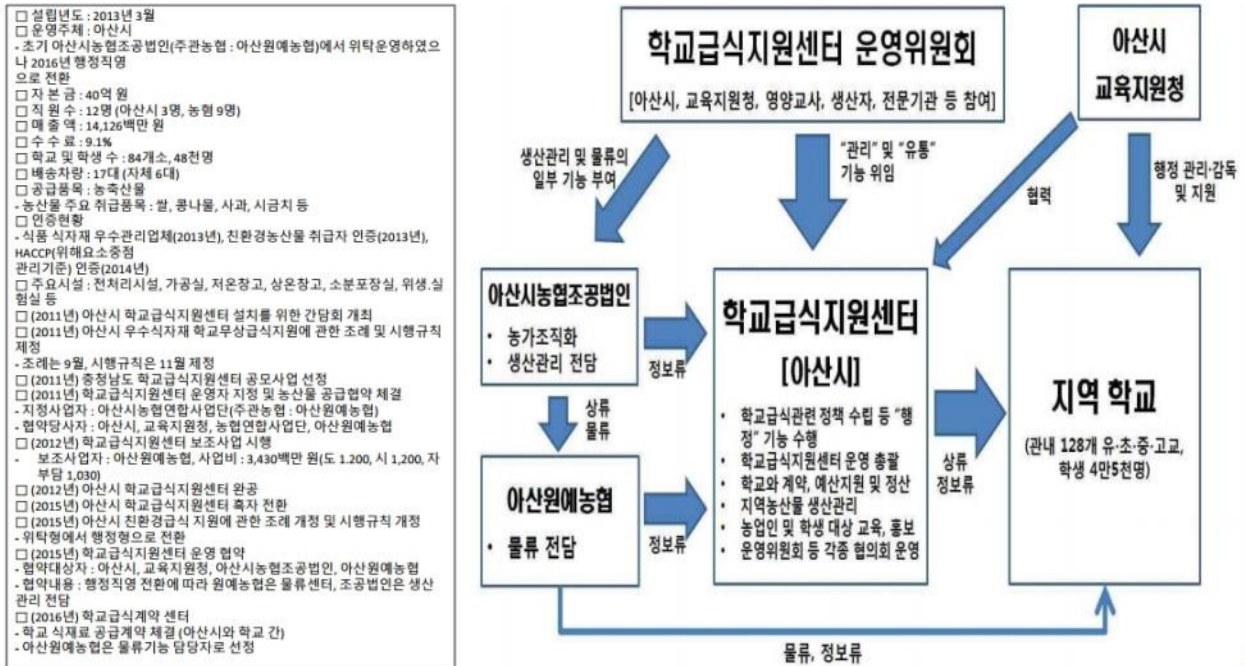 □ 설립년도 : 2013년 3월
□ 운영주체 : 아산시
- 초기 아산시농협조공법인(주관농협 : 아산원예농협)에서 위탁운영하였으
나 2016년 행정직영
으로 전환
□ 자 본 금 : 40억 원
□ 직 원 수 : 12명 (아산시 3명, 농협 9명)
□ 매 출 액 : 14,126백만 원
□ 수 수 료 : 9.1%
□ 학교 및 학생 수 : 84개소, 48천명
□ 배송차량 : 17대 (자체 6대)
□ 공급품목 : 농축산물
- 농산물 주요 취급품목 : 쌀, 콩나물, 사과, 시금치 등
□ 인증현황
- 식품 식자재 우수관리업체(2013년), 친환경농산물 취급자 인증(2013년),
HACCP(위해요소중점
관리기준) 인증(2014년)
□ 주요시설 : 전처리시설, 가공실, 저온창고, 상온창고, 소분포장실, 위생.실
험실 등
□ (2011년) 아산시 학교급식지원센터 설치를 위한 간담회 개최
□ (2011년) 아산시 우수식자재 학교무상급식지원에 관한 조례 및 시행규칙
제정
- 조례는 9월, 시행규칙은 11월 제정
□ (2011년) 충청남도 학교급식지원센터 공모사업 선정
□ (2011년) 학교급식지원센터 운영자 지정 및 농산물 공급협약 체결
- 지정사업자 : 아산시농협연합사업단(주관농협 : 아산원예농협)
- 협약당사자 : 아산시, 교육지원청, 농협연합사업단, 아산원예농협
□ (2012년) 학교급식지원센터 보조사업 시행
- 보조사업자 : 아산원예농협, 사업비 : 3,430백만 원(도 1.200, 시 1,200, 자
부담 1,030)
□ (2012년) 아산시 학교급식지원센터 완공
□ (2015년) 아산시 학교급식지원센터 흑자 전환
□ (2015년) 아산시 친환경급식 지원에 관한 조례 개정 및 시행규칙 개정
- 위탁형에서 행정형으로 전환
□ (2015년) 학교급식지원센터 운영 협약
- 협약대상자 : 아산시, 교육지원청, 아산시농협조공법인, 아산원예농협
- 협약내용 : 행정직영 전환에 따라 원예농협은 물류센터, 조공법인은 생산
관리 전담
□ (2016년) 학교급식계약 센터
- 학교 식재료 공급계약 체결 (아산시와 학교 간)
- 아산원예농협은 물류기능 담당자로 선정
학교급식지원센터 운영위원회
[아산시, 교육지원청, 영양교사, 생산자, 전문기관 등 참여]
아산시
교육지원청
생산관리 및 물류의
일부 기능 부여
"관리" 및 "유통"
기능 위임
협력
행정 관리·감독
및 지원
아산시농협조공법인
• 농가조직화
• 생산관리 전담
정보류
상류
물류
아산원예농협
• 물류 전담
정보류
학교급식지원센터
[아산시]
• 학교급식관련 정책 수립 등 "행
정" 기능 수행
• 학교급식지원센터 운영 총괄
• 학교와 계약, 예산지원 및 정산
• 지역농산물 생산관리
• 농업인 및 학생 대상 교육, 홍보
• 운영위원회 등 각종 협의회 운영
상류
정보류
지역 학교
(관내 128개 유·초·중·고교,
학생 4만5천명)
물류, 정보류